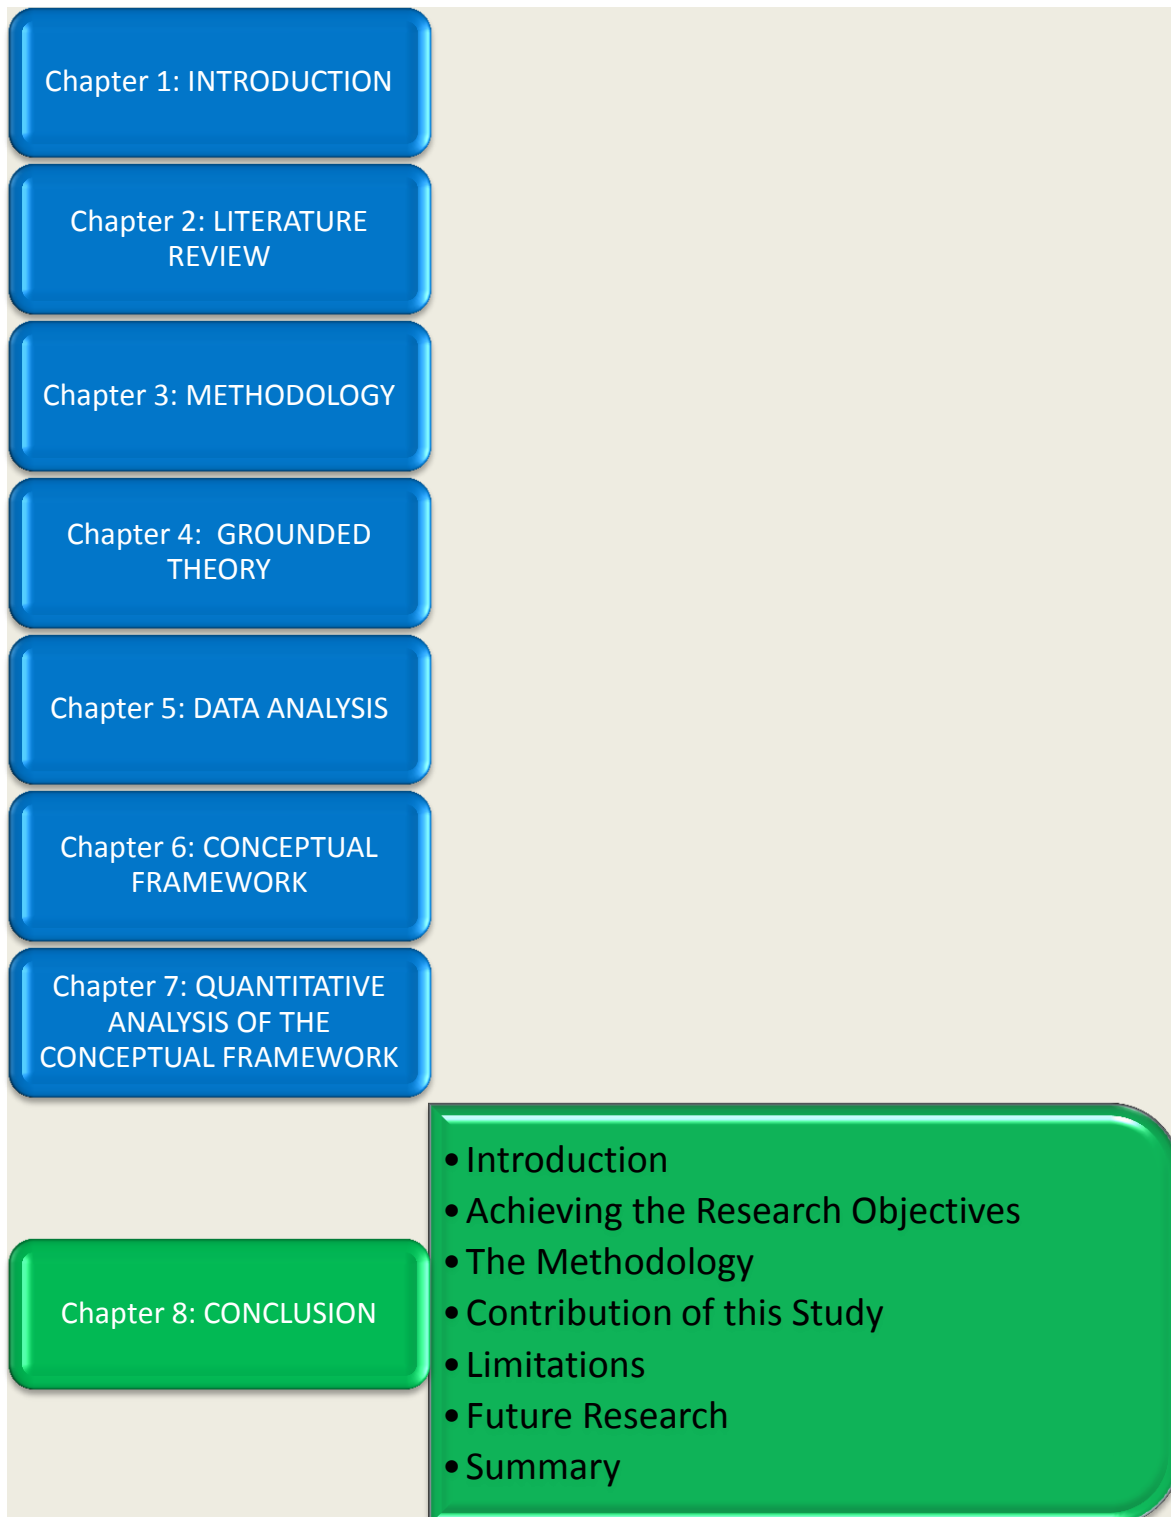 Chapter 1: INTRODUCTION
Chapter 2: LITERATURE
REVIEW
Chapter 3: METHODOLOGY
Chapter 4:  GROUNDED
THEORY
Chapter 5: DATA ANALYSIS
Chapter 6: CONCEPTUAL
FRAMEWORK
Chapter 7: QUANTITATIVE
ANALYSIS OF THE
CONCEPTUAL FRAMEWORK
Chapter 8: CONCLUSION
•Introduction
•Achieving the Research Objectives
•The Methodology
•Contribution of this Study
•Limitations
•Future Research
•Summary